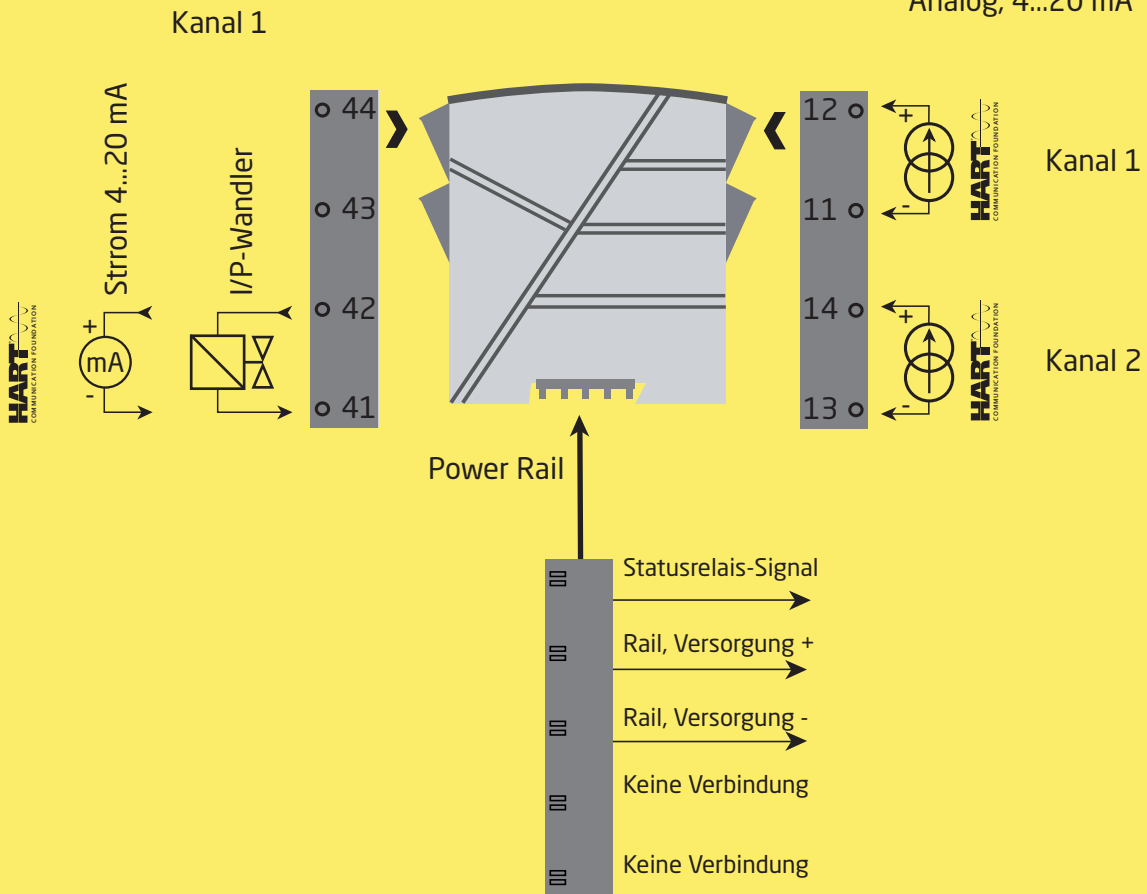 Analog, 4...20 mA
Kanal 1
Strrom 4...20 mA
I/P-Wandler
44
43
42
41
+
mA
-
HART
COMMUNICATION FOUNDATION
12
11
14
13
+
-
HART
COMMUNICATION FOUNDATION
Kanal 1
+
-
HART
COMMUNICATION FOUNDATION
Kanal 2
Power Rail
Statusrelais-Signal
Rail, Versorgung +
Rail, Versorgung -
Keine Verbindung
Keine Verbindung